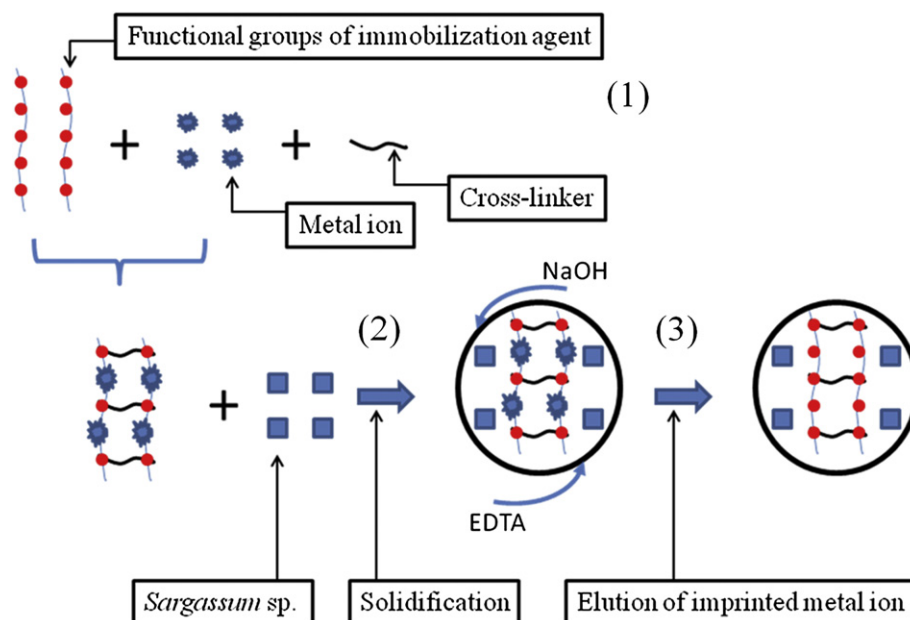 Functional groups of immobilization agent
(1)
Cross-linker
Metal ion
NaOH
(2)
(3)
EDTA
Sargassum sp.
Solidification
Elution of imprinted metal ion